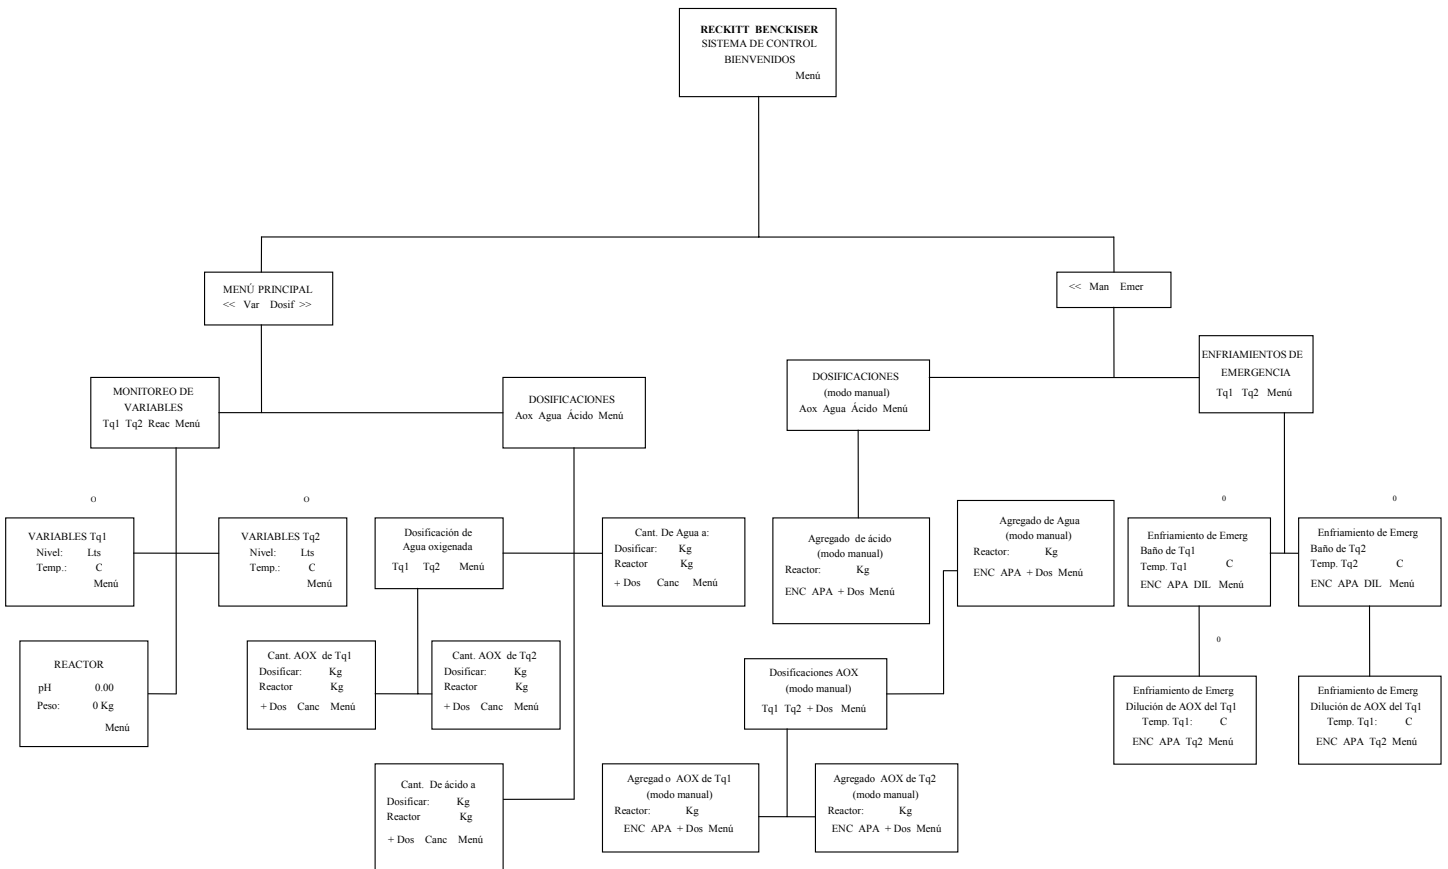 RECKITT BENCKISER
SISTEMA DE CONTROL
BIENVENIDOS
Menú
MENÚ PRINCIPAL
<< Var Dosif >>
<< Man Emer
MONITOREO DE
VARIABLES
Tq1 Tq2 Reac Menú
DOSIFICACIONES
Aox Agua Ácido Menú
DOSIFICACIONES
(modo manual)
Aox Agua Ácido Menú
ENFRIAMIENTOS DE
EMERGENCIA
Tq1 Tq2 Menú
O
VARIABLES Tq1
Nivel: Lts
Temp.: C
Menú
O
VARIABLES Tq2
Nivel: Lts
Temp.: C
Menú
Dosificación de
Agua oxigenada
Tq1 Tq2 Menú
Cant. De Agua a:
Dosificar: Kg
Reactor Kg
+ Dos Canc Menú
Agregado de ácido
(modo manual)
Reactor: Kg
ENC APA + Dos Menú
Agregado de Agua
(modo manual)
Reactor: Kg
ENC APA + Dos Menú
0
Enfriamiento de Emerg
Baño de Tq1
Temp. Tq1 C
ENC APA DIL Menú
0
Enfriamiento de Emerg
Baño de Tq2
Temp. Tq2 C
ENC APA DIL Menú
REACTOR
pH 0.00
Peso: 0 Kg
Menú
Cant. AOX de Tq1
Dosificar: Kg
Reactor Kg
+ Dos Canc Menú
Cant. AOX de Tq2
Dosificar: Kg
Reactor Kg
+ Dos Canc Menú
Dosificaciones AOX
(modo manual)
Tq1 Tq2 + Dos Menú
0
Enfriamiento de Emerg
Dilución de AOX del Tq1
Temp. Tq1: C
ENC APA Tq2 Menú
Enfriamiento de Emerg
Dilución de AOX del Tq1
Temp. Tq1: C
ENC APA Tq2 Menú
Cant. De ácido a
Dosificar: Kg
Reactor Kg
+ Dos Canc Menú
Agregad o AOX de Tq1
(modo manual)
Reactor: Kg
ENC APA + Dos Menú
Agregado AOX de Tq2
(modo manual)
Reactor: Kg
ENC APA + Dos Menú